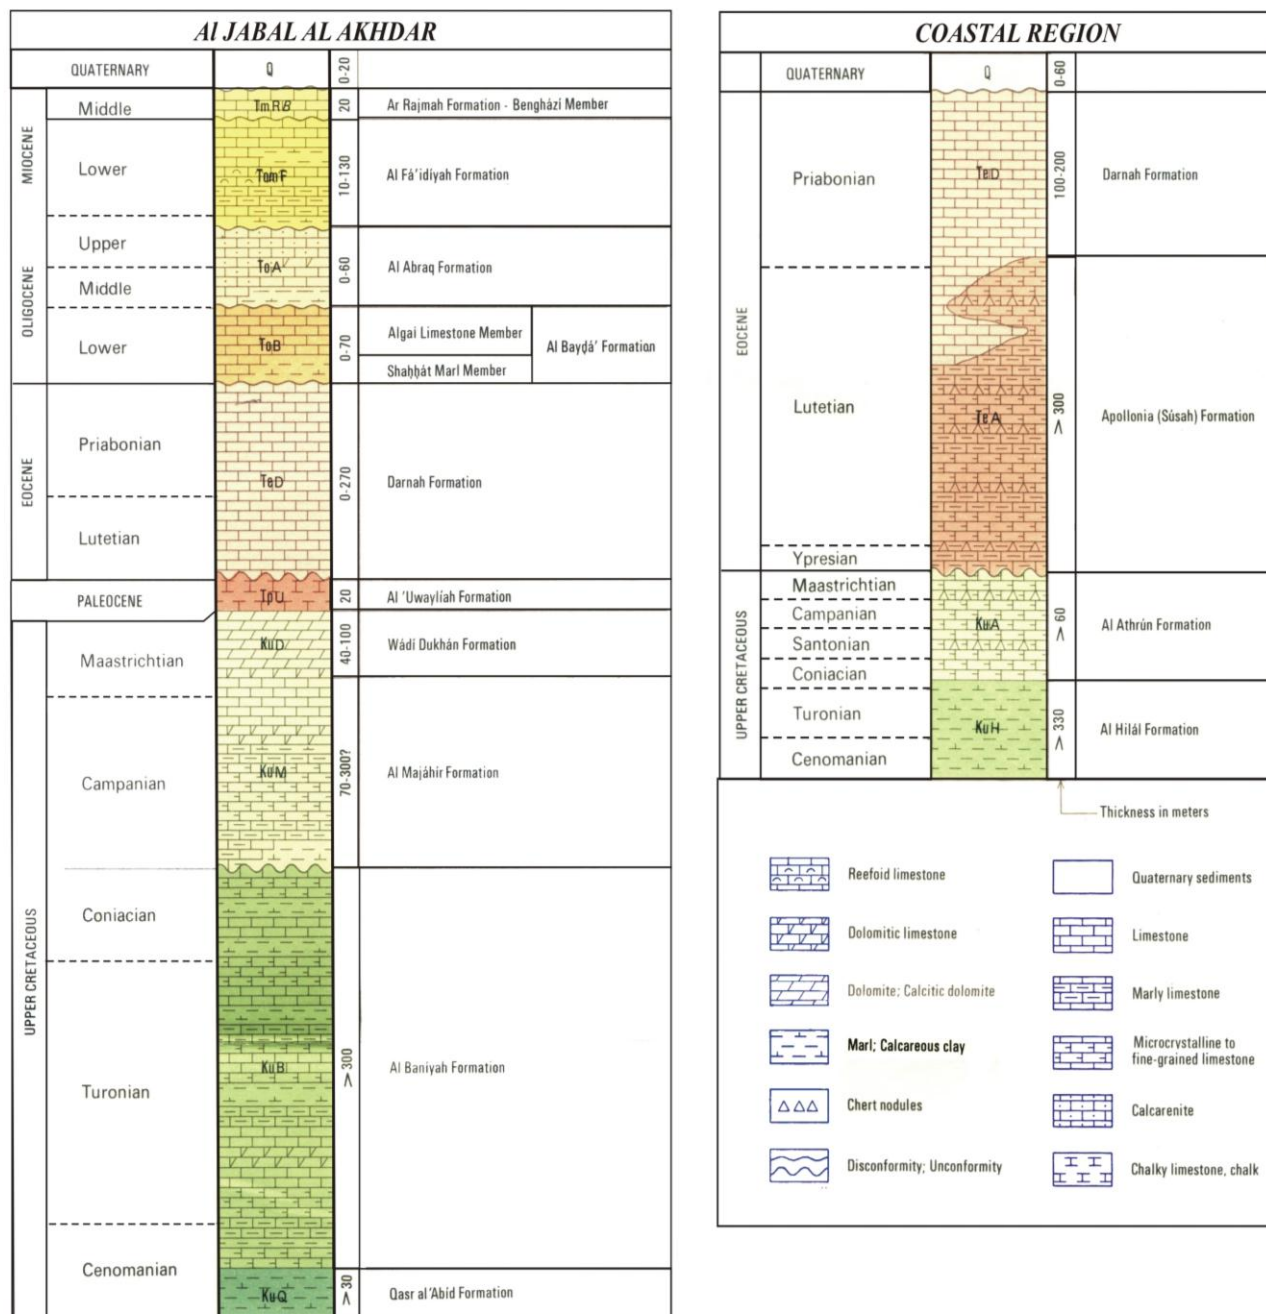 Al JABAL AL AKHDAR
QUATERNARY Q 0-20
MIOCENE
Middle TmRB 20 Ar Rajmah Formation - Bengházi Member
Lower TomF 10-130 Al Fá'idíyah Formation
OLIGOCENE
Upper
ToA 0-60 Al Abraq Formation
Middle
Lower ToB 0-70 Algal Limestone Member
Al Bayḍá' Formation
Shaḥḥát Marl Member
EOCENE
Priabonian
TeD 0-270 Darnah Formation
Lutetian
PALEOCENE TpU 20 Al 'Uwaylíah Formation
UPPER CRETACEOUS
Maastrichtian KuD 40-100 Wádí Dukhán Formation
Campanian KuM 70-300? Al Majáhír Formation
Coniacian
Turonian KuB > 300 Al Baniyah Formation
Cenomanian
KuQ > 30 Qasr al 'Abíd Formation
COASTAL REGION
QUATERNARY Q 0-60
EOCENE
Priabonian TeD 100-200 Darnah Formation
Lutetian TeA > 300 Apollonia (Súsah) Formation
Ypresian
UPPER CRETACEOUS
Maastrichtian
Campanian KuA > 60 Al Athrún Formation
Santonian
Coniacian
Turonian KuH > 330 Al Hilál Formation
Cenomanian
Thickness in meters
Reefoid limestone
Dolomitic limestone
Dolomite; Calcitic dolomite
Marl; Calcareous clay
Chert nodules
Disconformity; Unconformity
Quaternary sediments
Limestone
Marly limestone
Microcrystalline to
fine-grained limestone
Calcarenite
Chalky limestone, chalk